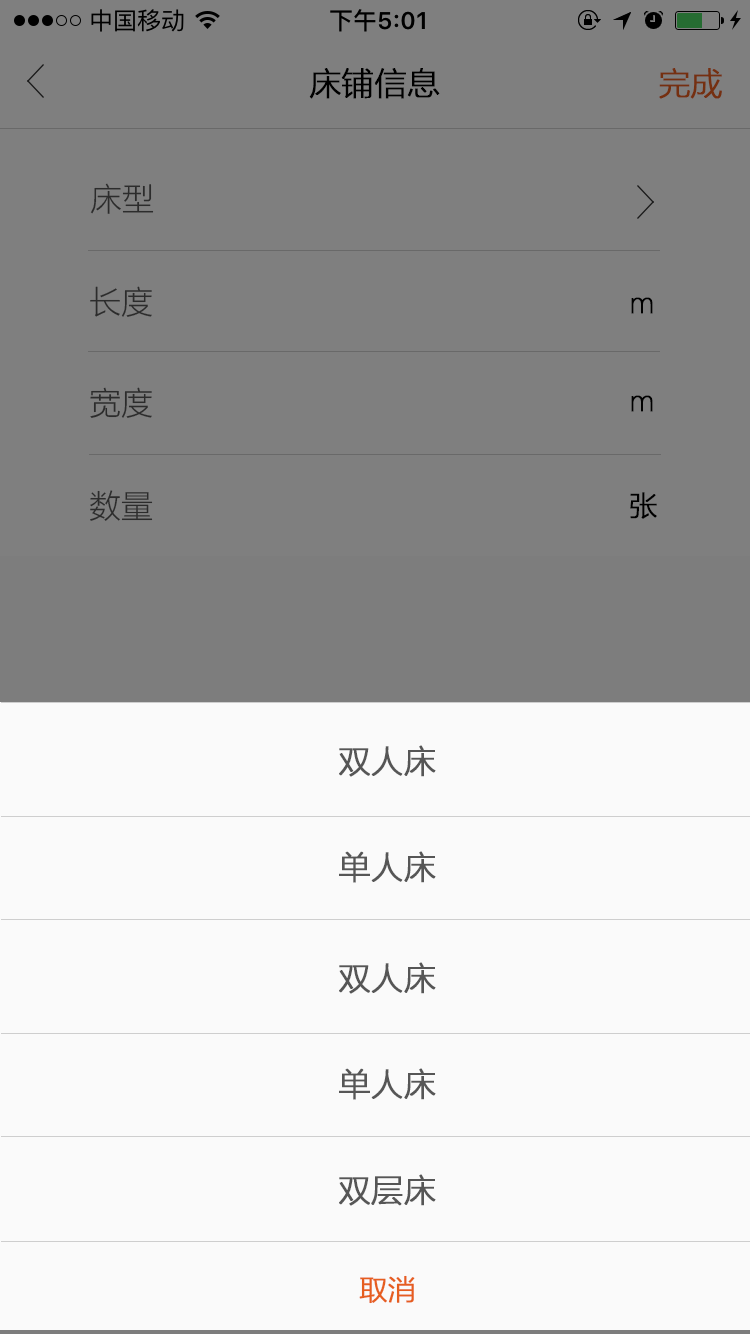 中国移动 下午5:01
床铺信息 完成
床型
长度 m
宽度 m
数量 张
双人床
单人床
双人床
单人床
双层床
取消